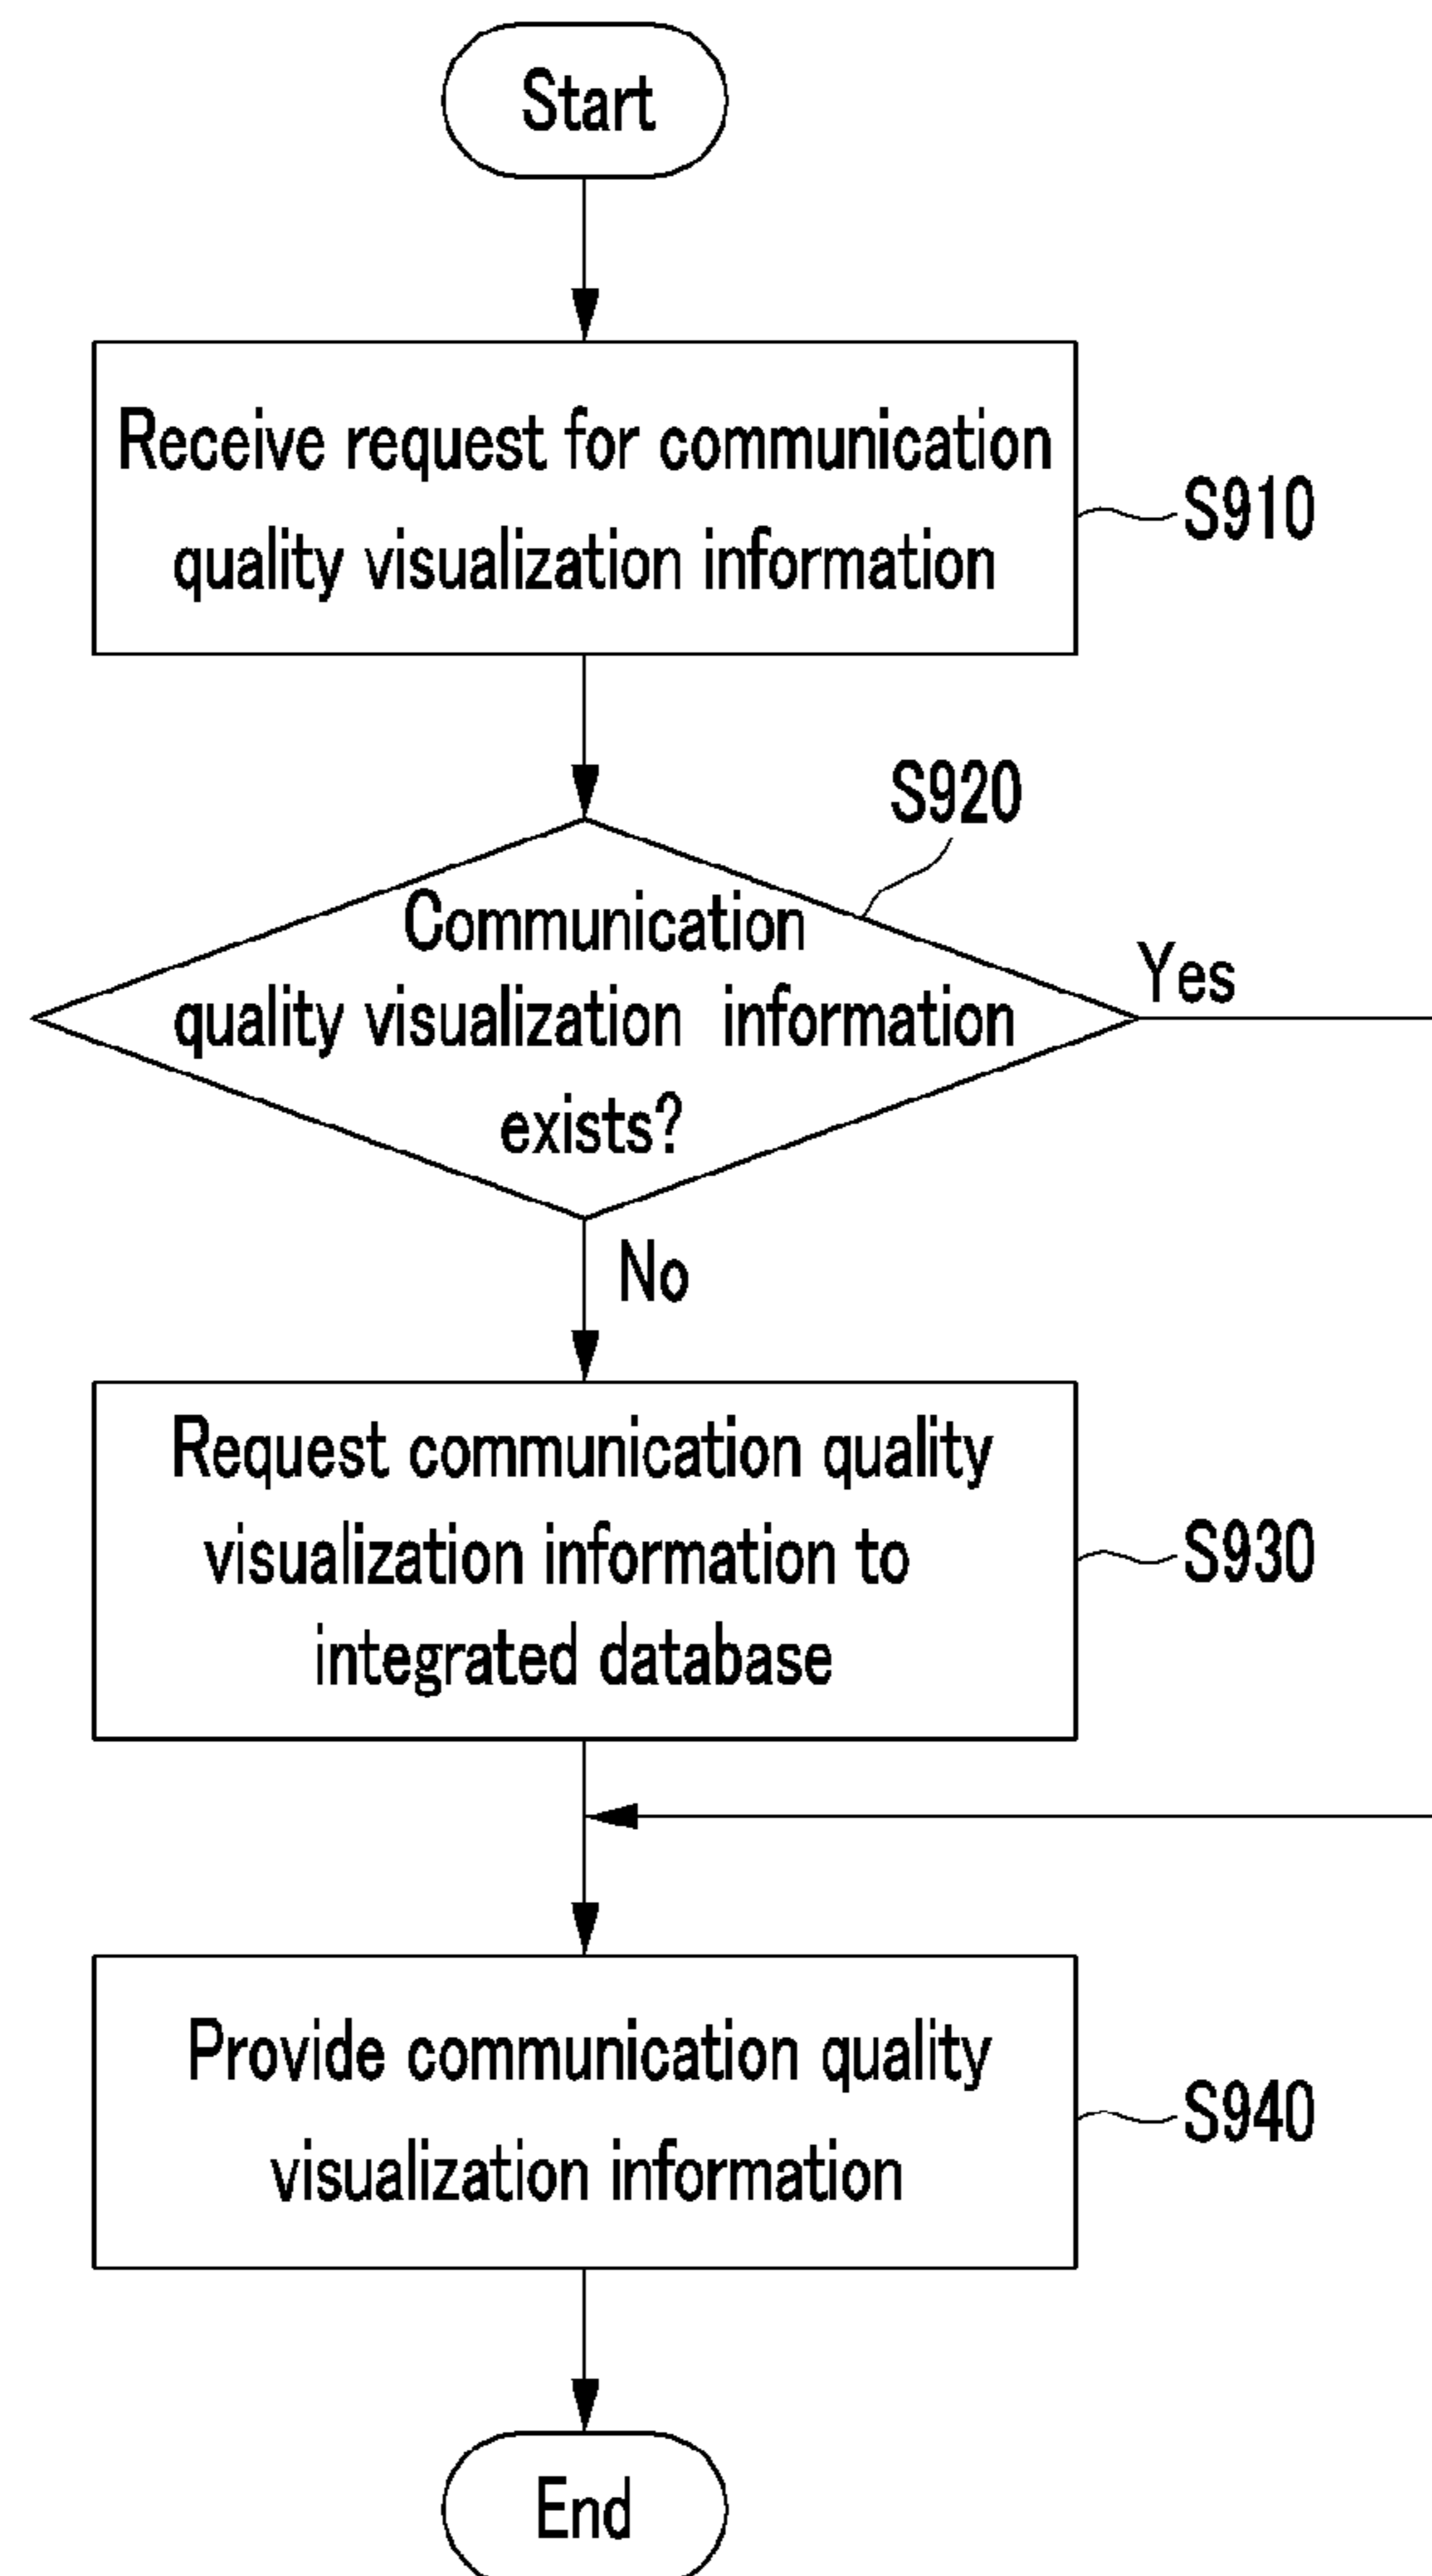 Start
Receive request for communication
quality visualization information
S910
S920
Communication
quality visualization information
exists?
Yes
No
Request communication quality
visualization information to
integrated database
S930
Provide communication quality
visualization information
S940
End